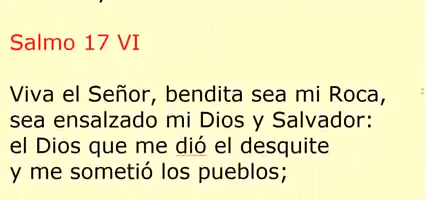 Salmo 17 VI
Viva el Señor, bendita sea mi Roca,
sea ensalzado mi Dios y Salvador:
el Dios que me dió el desquite
y me sometió los pueblos;